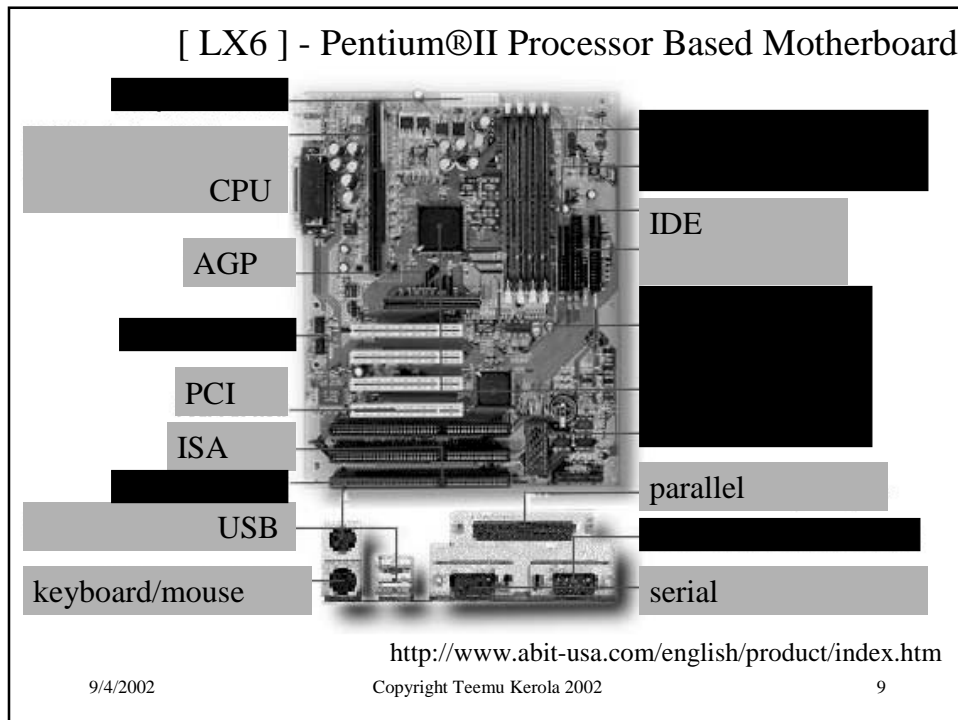 [ LX6 ] - Pentium®II Processor Based Motherboard
CPU
IDE
AGP
PCI
ISA
parallel
USB
keyboard/mouse
serial
http://www.abit-usa.com/english/product/index.htm
9/4/2002
Copyright Teemu Kerola 2002
9